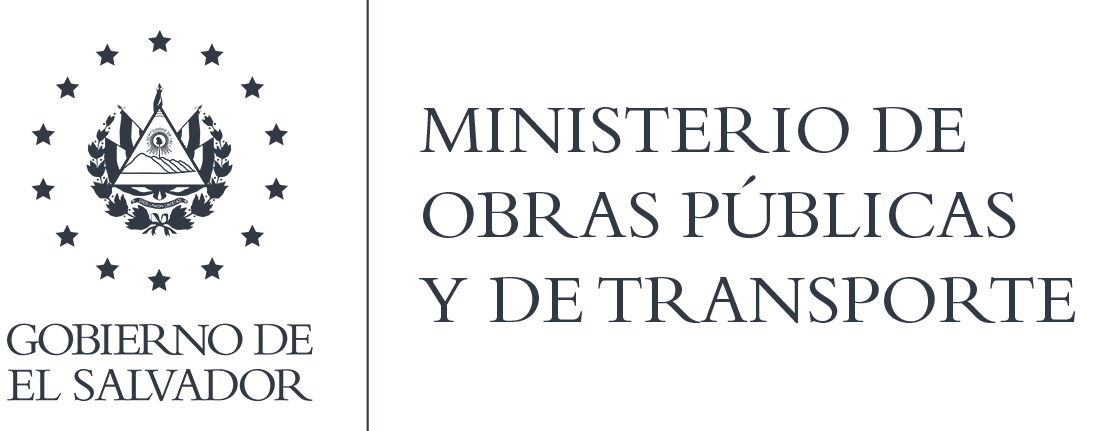 GOBIERNO DE
EL SALVADOR
MINISTERIO DE
OBRAS PÚBLICAS
Y DE TRANSPORTE